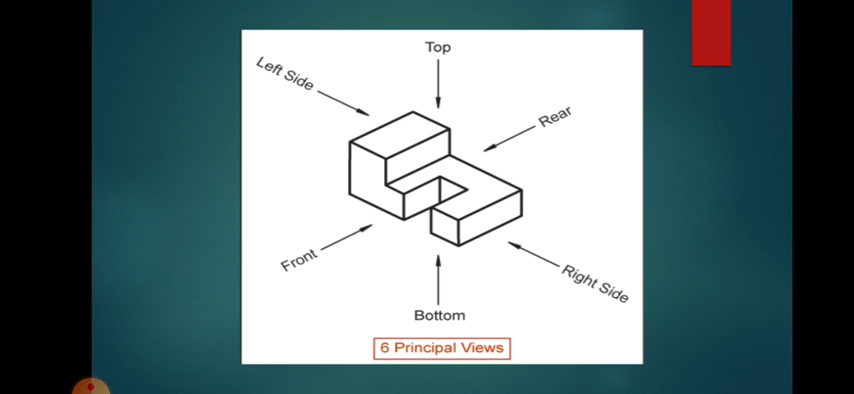 Top
Left Side
Rear
Front
Right Side
Bottom
6 Principal Views